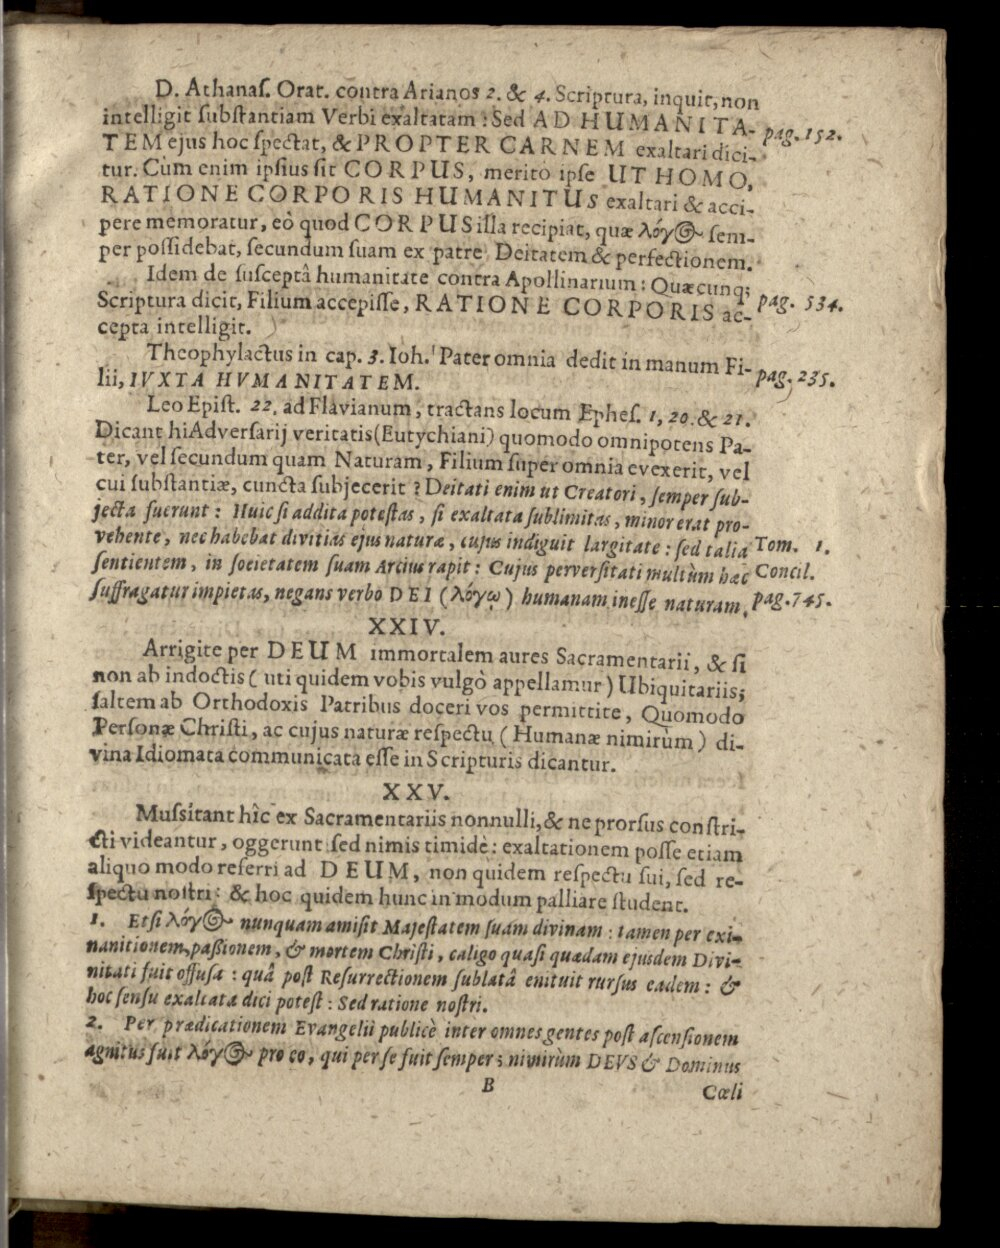 D. Athanaſ. Orat. contra Arianos 2. & 4. Scriptura, inquit, non
intelligit ſubſtantiam Verbi exaltatam : Sed AD HUMANITA-
TEM ejus hoc ſpectat, & PROPTER CARNEM exaltari dici-
pag. 152.
tur. Cùm enim ipſius ſit CORPUS, meritò ipſe UT HOMO,
RATIONE CORPORIS HUMANITUS exaltari & acci-
pere memoratur, eò quod CORPUS illa recipiat, quæ λόγος ſem-
per poſſidebat, ſecundum ſuam ex patre Deitatem & perfectionem.
Idem de ſuſceptâ humanitate contra Apollinarium : Quæcunq;
Scriptura dicit, Filium accepiſſe, RATIONE CORPORIS ac-
pag. 534.
cepta intelligit.
Theophylactus in cap. 3. Ioh. Pater omnia dedit in manum Fi-
lii, IVXTA HVMANITATEM.
pag. 235.
Leo Epiſt. 22. ad Flavianum, tractans locum Epheſ. 1, 20. & 21.
Dicant hi Adverſarij veritatis (Eutychiani) quomodo omnipotens Pa-
ter, vel ſecundum quam Naturam, Filium ſuper omnia evexerit, vel
cui ſubſtantiæ, cuncta ſubjecerit ? Deitati enim ut Creatori, ſemper ſub-
jecta fuerunt : Huic ſi addita poteſtas, ſi exaltata ſublimitas, minor erat pro-
vehente, nec habebat divitias ejus naturæ, cujus indiguit largitate : ſed talia
Tom. 1.
ſentientem, in ſocietatem ſuam Arrius rapit : Cujus perverſitati multùm hæc
Concil.
ſuffragatur impietas, negans verbo DEI (λόγῳ) humanam ineſſe naturam.
pag. 745.
XXIV.
Arrigite per DEUM immortalem aures Sacramentarii, & ſi
non ab indoctis ( uti quidem vobis vulgò appellamur ) Ubiquitariis;
ſaltem ab Orthodoxis Patribus doceri vos permittite, Quomodo
Perſonæ Chriſti, ac cujus naturæ reſpectu ( Humanæ nimirùm ) di-
vina Idiomata communicata eſſe in Scripturis dicantur.
XXV.
Muſſitant hîc ex Sacramentariis nonnulli, & ne prorſus conſtri-
cti videantur, oggerunt ſed nimis timidè : exaltationem poſſe etiam
aliquo modo referri ad DEUM, non quidem reſpectu ſui, ſed re-
ſpectu noſtri : & hoc quidem hunc in modum palliare ſtudent.
1. Etſi λόγος nunquam amiſit Majeſtatem ſuam divinam : tamen per exi-
nanitionem, paßionem, & mortem Chriſti, caligo quaſi quædam ejuſdem Divi-
nitati fuit offuſa : quâ poſt Reſurrectionem ſublatâ enituit rurſus eadem : &
hoc ſenſu exaltata dici poteſt : Sed ratione noſtri.
2. Per prædicationem Evangelii publicè inter omnes gentes poſt aſcenſionem
agnitus fuit λόγος pro eo, qui per ſe fuit ſemper ; nimirùm DEVS & Dominus
B
Cœli